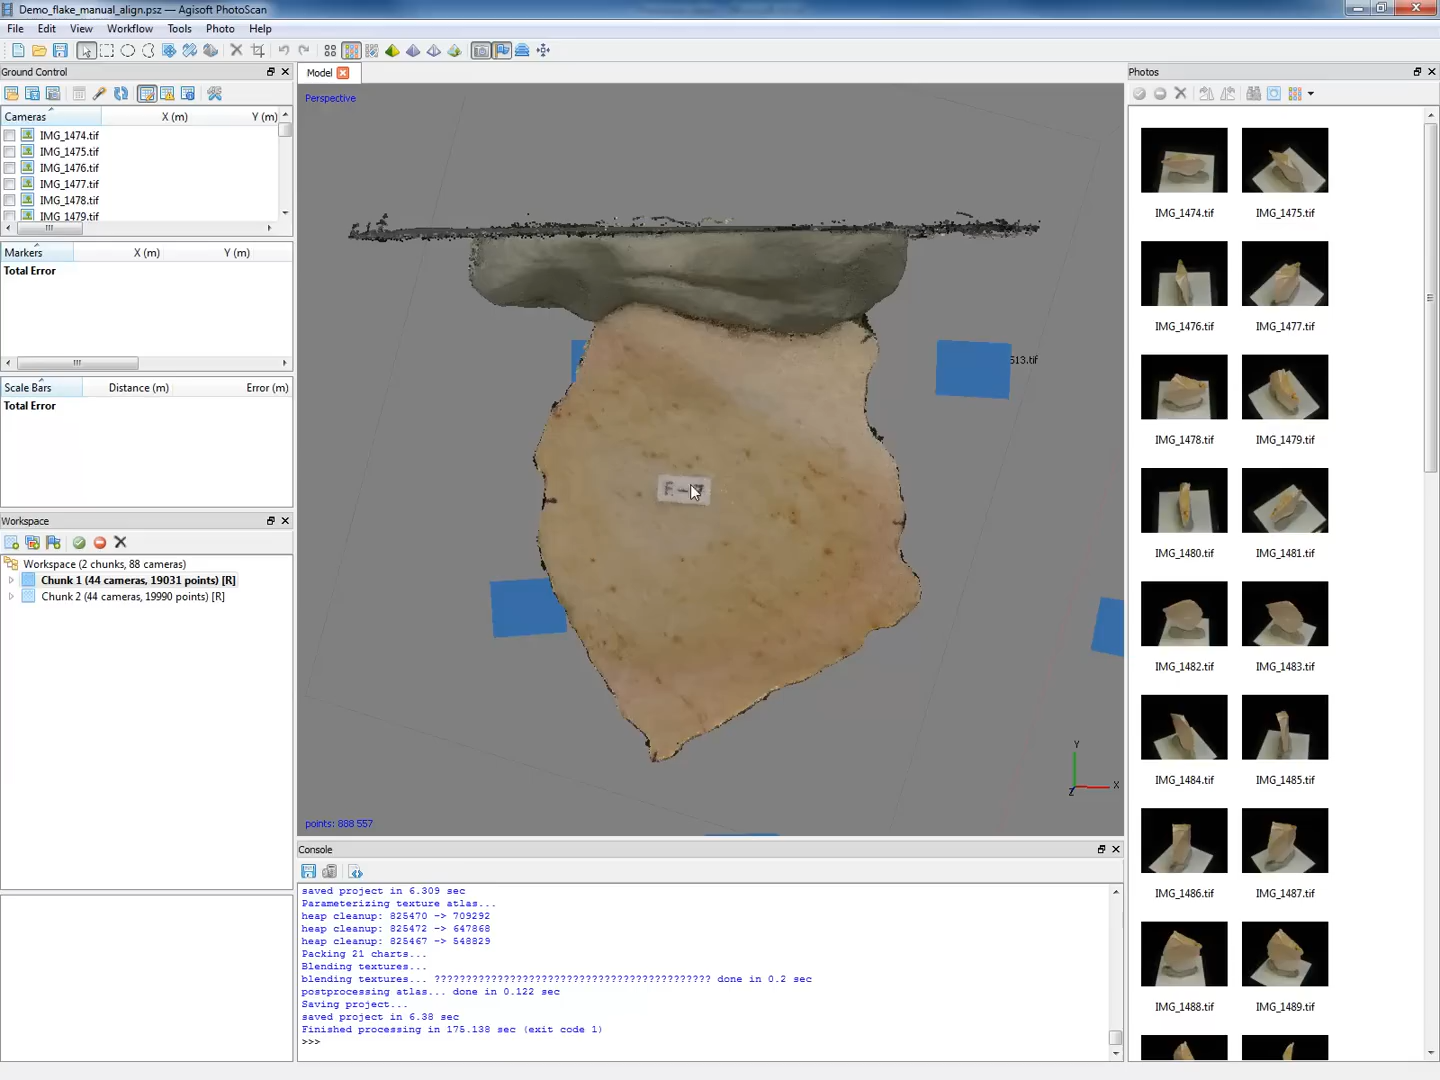 Demo_flake_manual_align.psz — Agisoft PhotoScan
File Edit View Workflow Tools Photo Help
Ground Control
Cameras X (m) Y (m)
IMG_1474.tif
IMG_1475.tif
IMG_1476.tif
IMG_1477.tif
IMG_1478.tif
IMG_1479.tif
Markers X (m) Y (m)
Total Error
Scale Bars Distance (m) Error (m)
Total Error
Workspace
Workspace (2 chunks, 88 cameras)
Chunk 1 (44 cameras, 19031 points) [R]
Chunk 2 (44 cameras, 19990 points) [R]
Model
Perspective
513.tif
Y
X
Z
points: 888 557
Console
saved project in 6.309 sec
Parameterizing texture atlas...
heap cleanup: 825470 -> 709292
heap cleanup: 825472 -> 647868
heap cleanup: 825467 -> 548829
Packing 21 charts...
Blending textures...
blending textures... ???????????????????????????????????????????? done in 0.2 sec
postprocessing atlas... done in 0.122 sec
Saving project...
saved project in 6.38 sec
Finished processing in 175.138 sec (exit code 1)
>>>
Photos
IMG_1474.tif IMG_1475.tif
IMG_1476.tif IMG_1477.tif
IMG_1478.tif IMG_1479.tif
IMG_1480.tif IMG_1481.tif
IMG_1482.tif IMG_1483.tif
IMG_1484.tif IMG_1485.tif
IMG_1486.tif IMG_1487.tif
IMG_1488.tif IMG_1489.tif